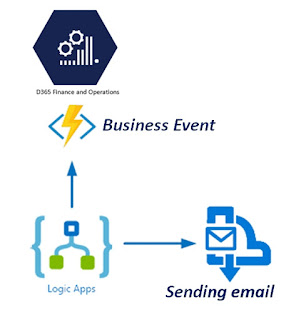 D365 Finance and Operations
Business Event
Logic Apps
Sending email